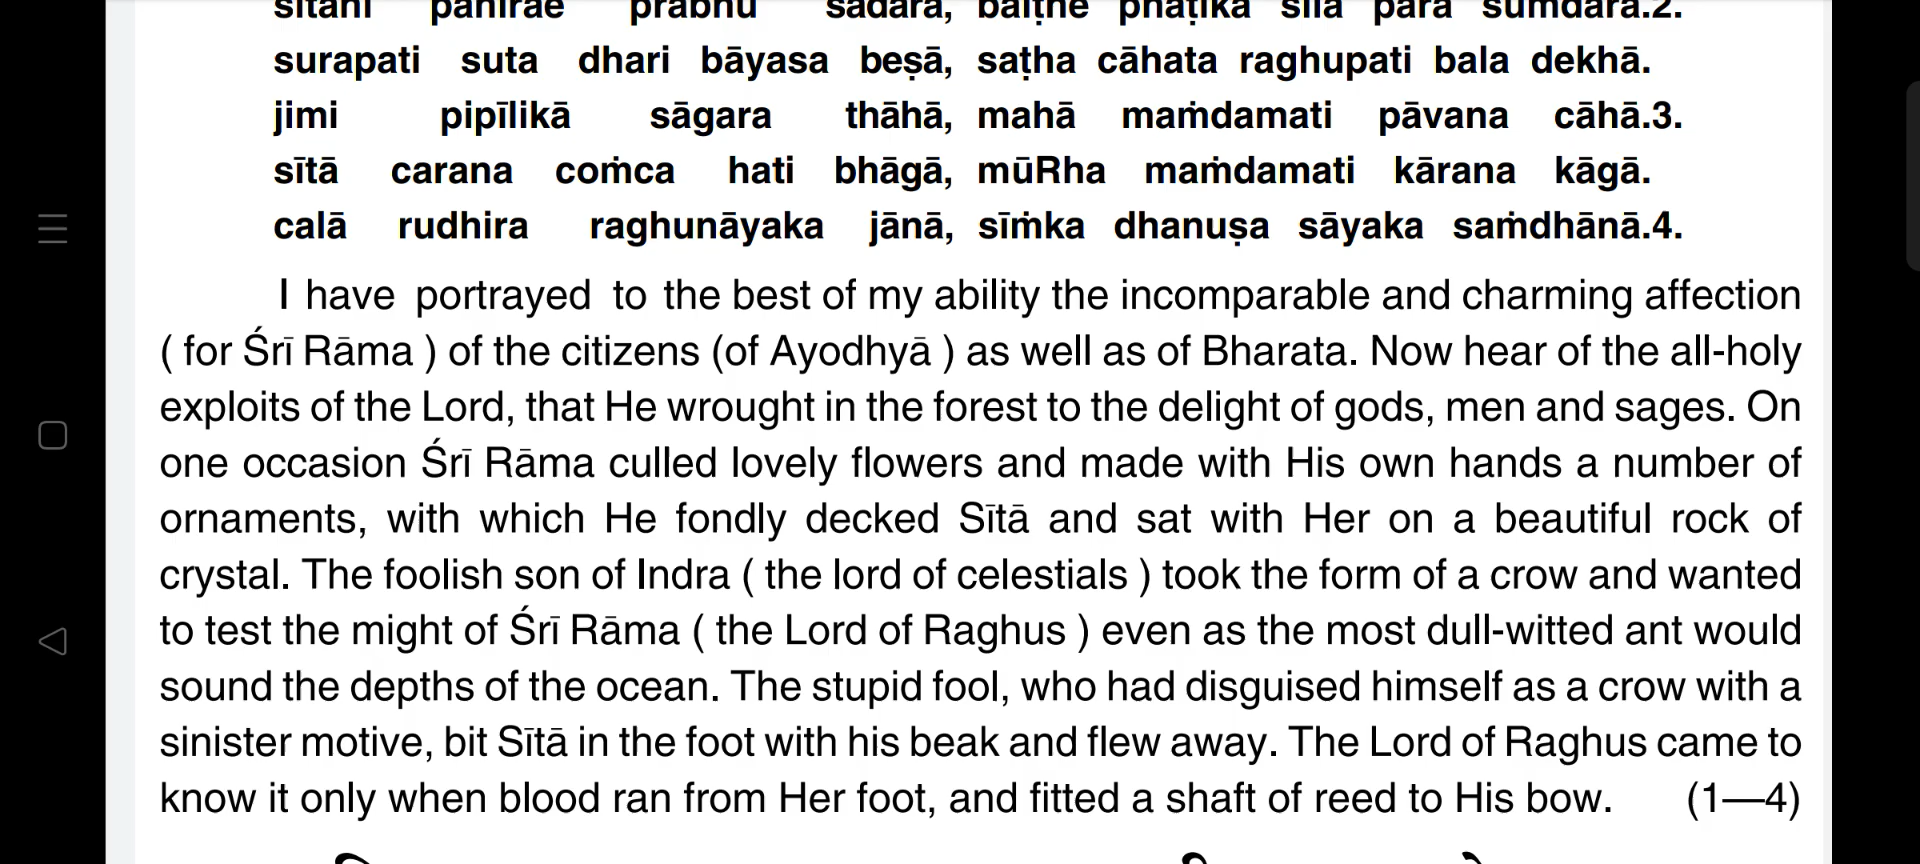 sītahi pahirāe prabhu sādara, baiṭhe phaṭika silā para suṁdara.2.
surapati suta dhari bāyasa beṣā, saṭha cāhata raghupati bala dekhā.
jimi pipīlikā sāgara thāhā, mahā maṁdamati pāvana cāhā.3.
sītā carana coṁca hati bhāgā, mūRha maṁdamati kārana kāgā.
calā rudhira raghunāyaka jānā, sīṁka dhanuṣa sāyaka saṁdhānā.4.
I have portrayed to the best of my ability the incomparable and charming affection
( for Śrī Rāma ) of the citizens (of Ayodhyā ) as well as of Bharata. Now hear of the all-holy
exploits of the Lord, that He wrought in the forest to the delight of gods, men and sages. On
one occasion Śrī Rāma culled lovely flowers and made with His own hands a number of
ornaments, with which He fondly decked Sītā and sat with Her on a beautiful rock of
crystal. The foolish son of Indra ( the lord of celestials ) took the form of a crow and wanted
to test the might of Śrī Rāma ( the Lord of Raghus ) even as the most dull-witted ant would
sound the depths of the ocean. The stupid fool, who had disguised himself as a crow with a
sinister motive, bit Sītā in the foot with his beak and flew away. The Lord of Raghus came to
know it only when blood ran from Her foot, and fitted a shaft of reed to His bow. (1—4)